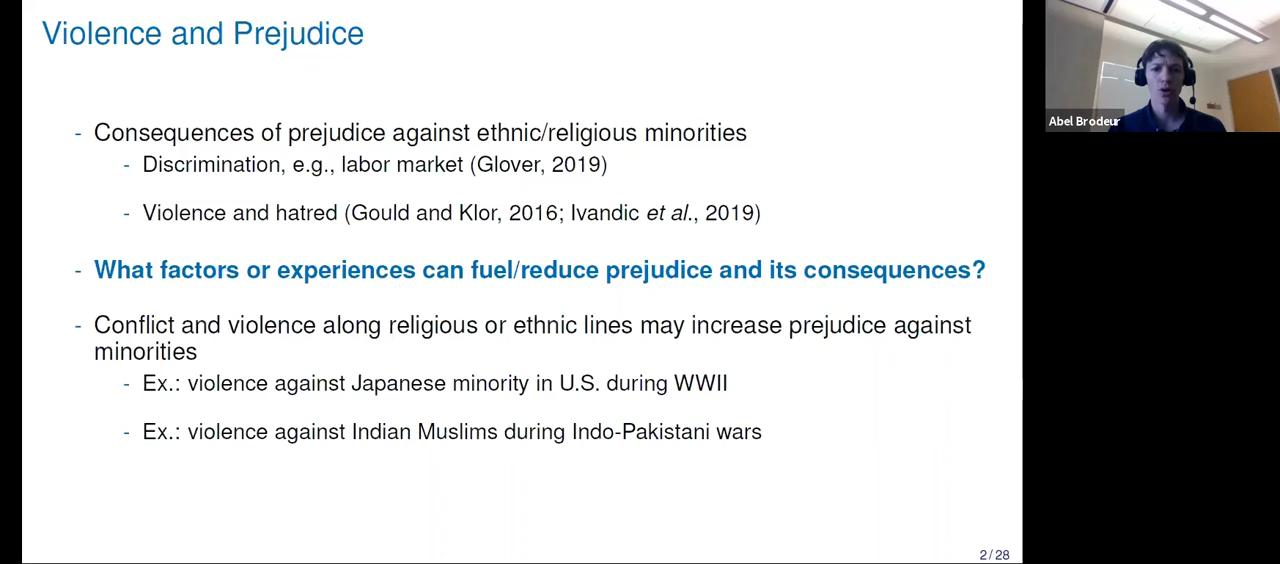 Violence and Prejudice
- Consequences of prejudice against ethnic/religious minorities
- Discrimination, e.g., labor market (Glover, 2019)
- Violence and hatred (Gould and Klor, 2016; Ivandic et al., 2019)
- What factors or experiences can fuel/reduce prejudice and its consequences?
- Conflict and violence along religious or ethnic lines may increase prejudice against
minorities
- Ex.: violence against Japanese minority in U.S. during WWII
- Ex.: violence against Indian Muslims during Indo-Pakistani wars
2 / 28
Abel Brodeur